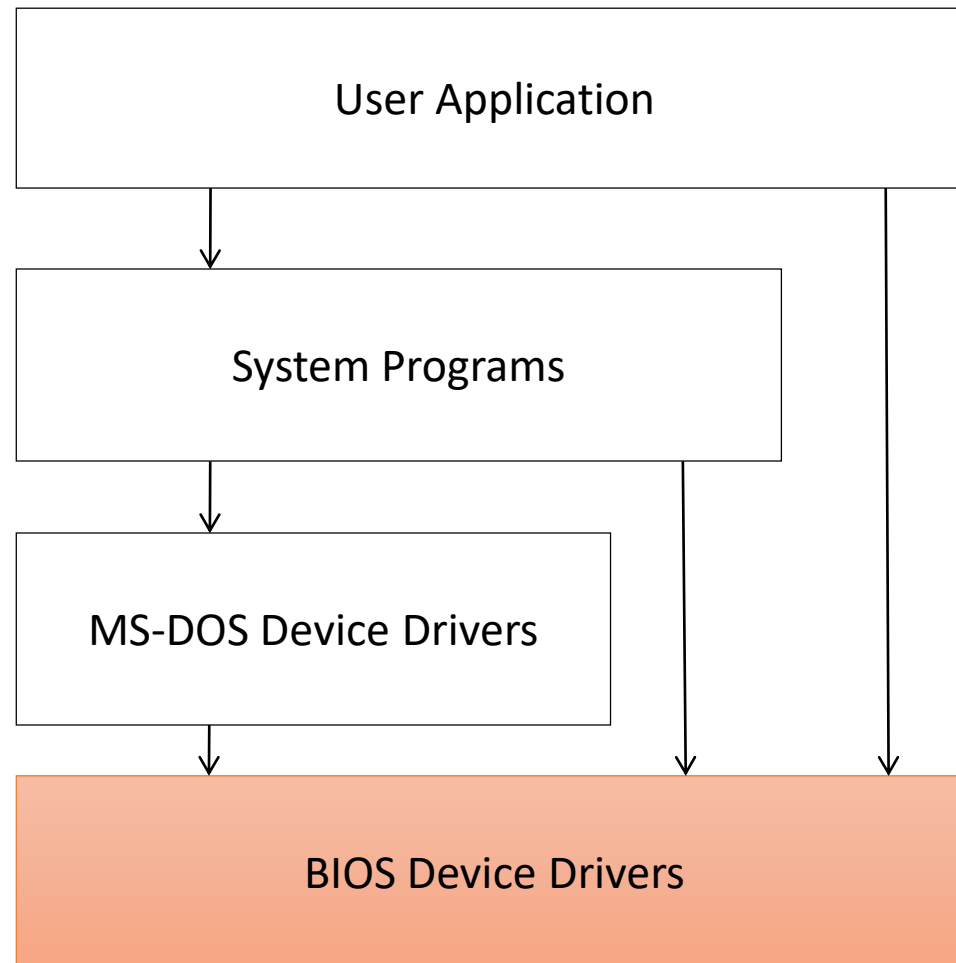 User Application
System Programs
MS-DOS Device Drivers
BIOS Device Drivers